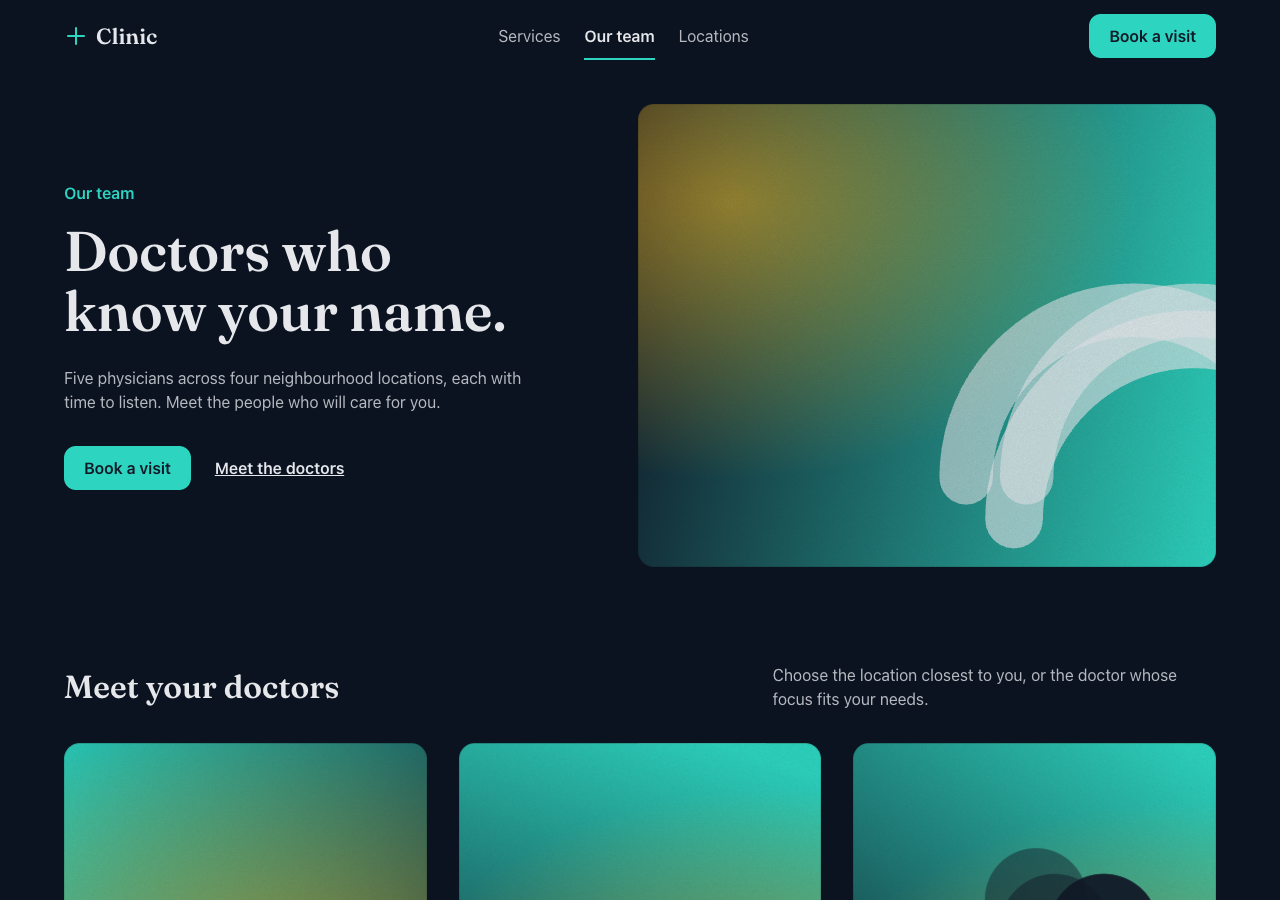 Clinic
Services
Our team
Locations
Book a visit
Our team
Doctors who
know your name.
Five physicians across four neighbourhood locations, each with
time to listen. Meet the people who will care for you.
Book a visit
Meet the doctors
Meet your doctors
Choose the location closest to you, or the doctor whose
focus fits your needs.